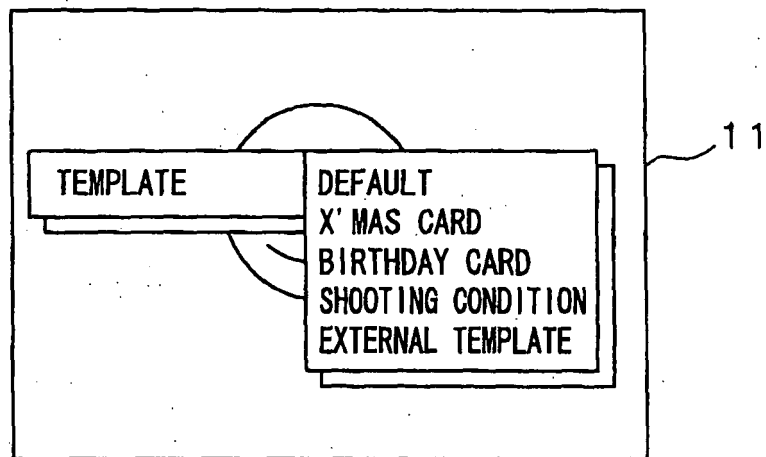 11
TEMPLATE
DEFAULT
X'MAS CARD
BIRTHDAY CARD
SHOOTING CONDITION
EXTERNAL TEMPLATE